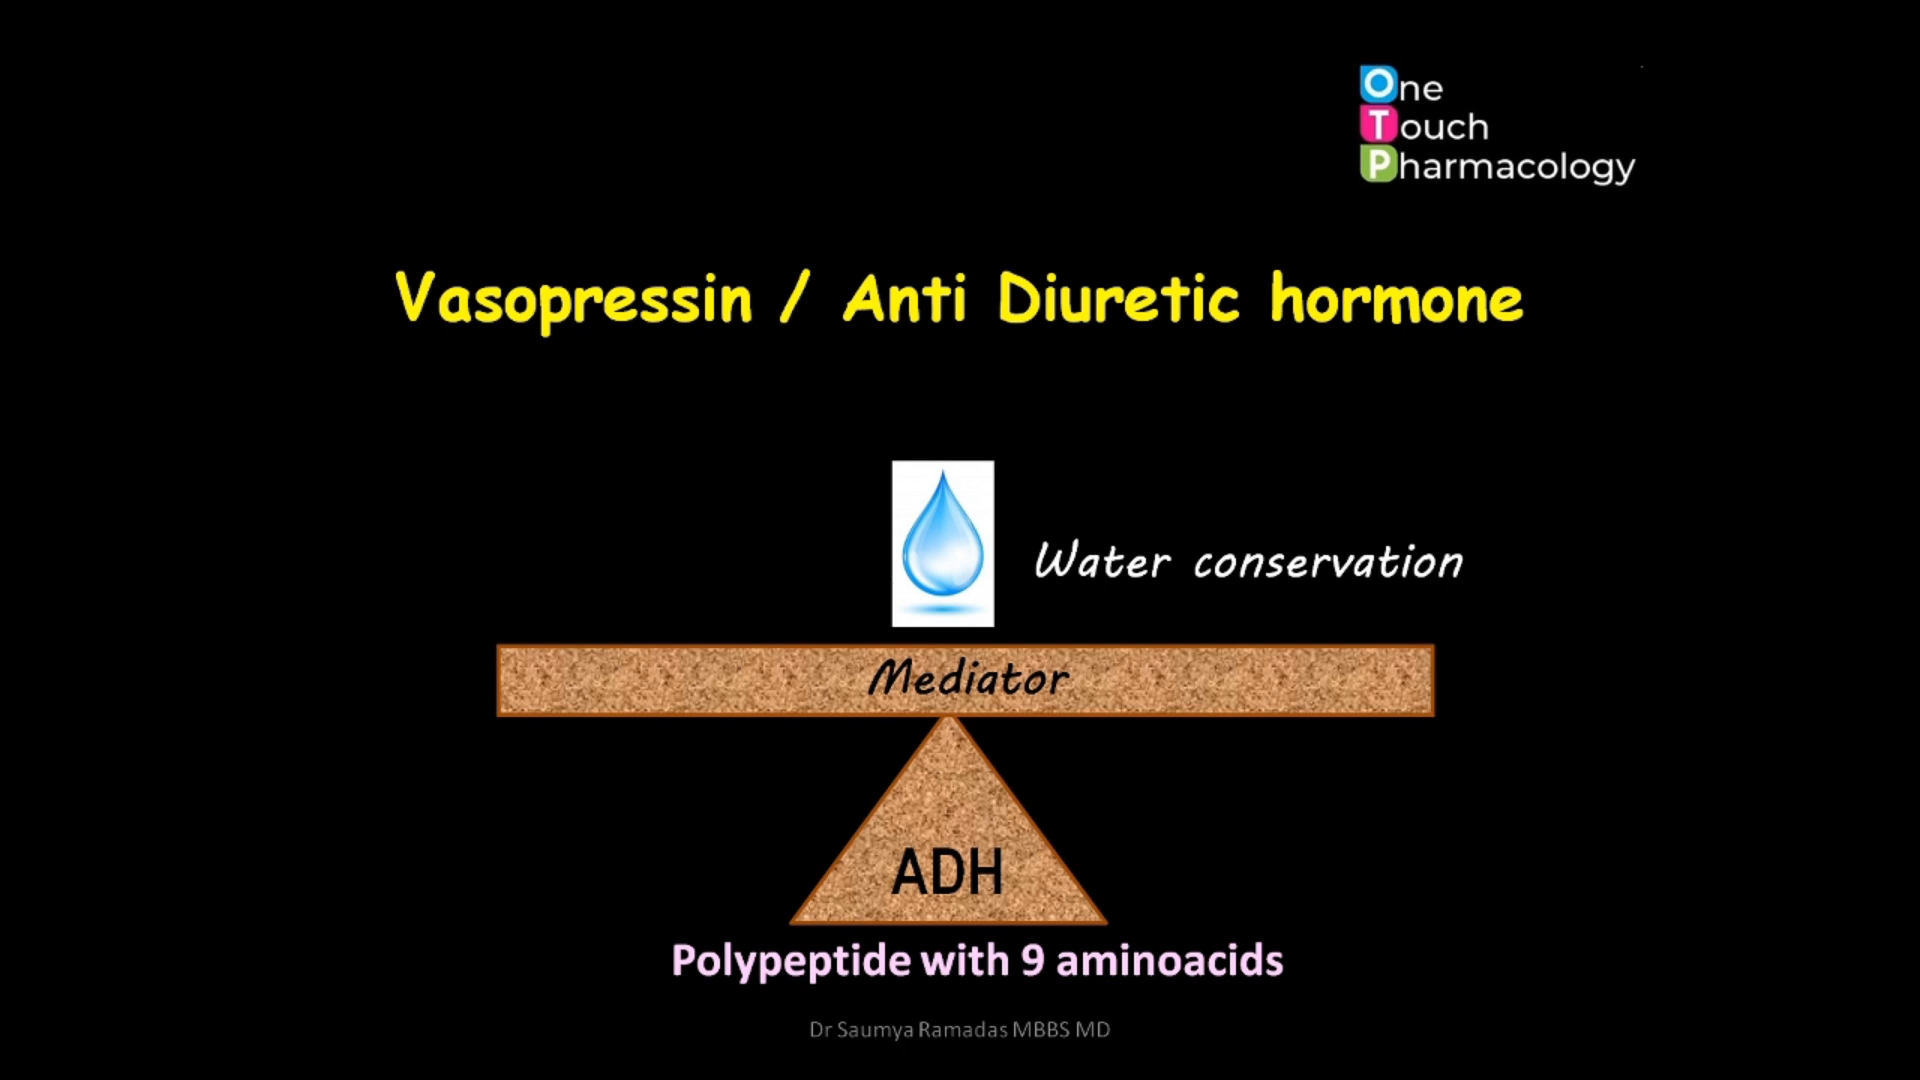 One
Touch
Pharmacology
Vasopressin / Anti Diuretic hormone
Water conservation
Mediator
ADH
Polypeptide with 9 aminoacids
Dr Saumya Ramadas MBBS MD